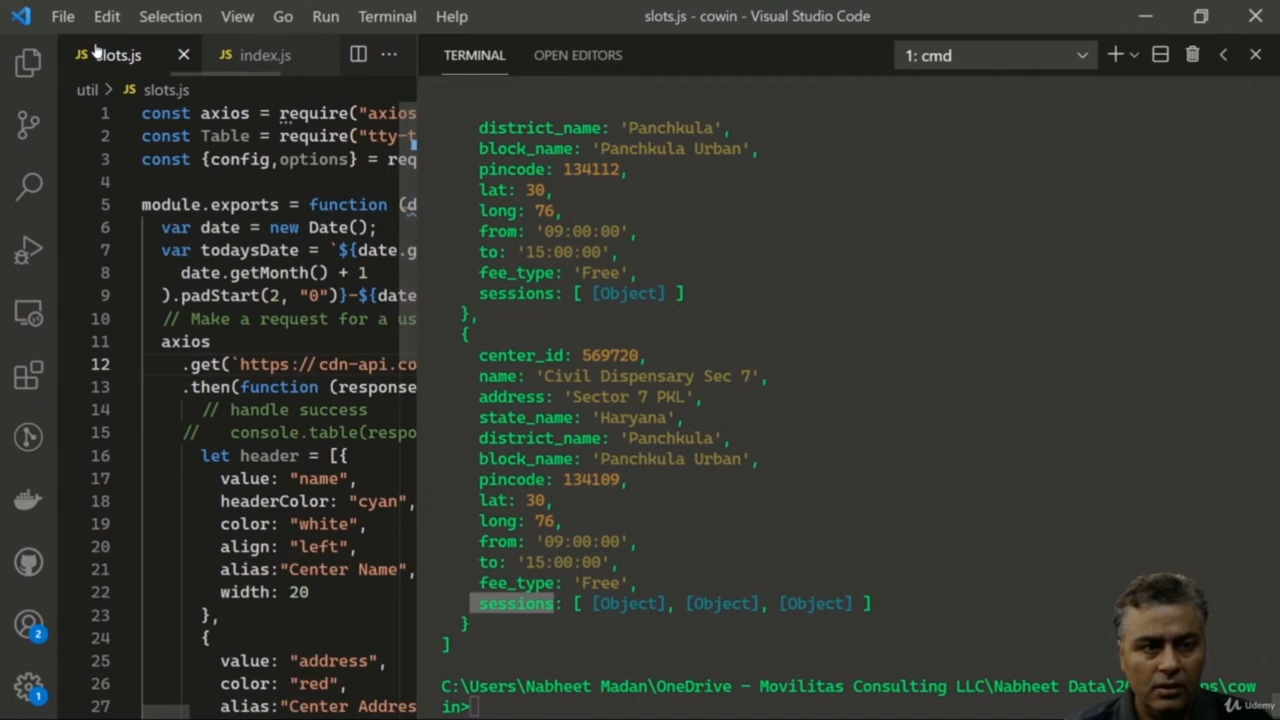 File Edit Selection View Go Run Terminal Help slots.js - cowin - Visual Studio Code
JS slots.js JS index.js
TERMINAL OPEN EDITORS 1: cmd
util > JS slots.js
1 const axios = require("axios
2 const Table = require("tty-t
3 const {config,options} = req
4
5 module.exports = function (d
6 var date = new Date();
7 var todaysDate = `${date.g
8 date.getMonth() + 1
9 ).padStart(2, "0")}-${date
10 // Make a request for a us
11 axios
12 .get(`https://cdn-api.co
13 .then(function (response
14 // handle success
15 // console.table(respo
16 let header = [{
17 value: "name",
18 headerColor: "cyan",
19 color: "white",
20 align: "left",
21 alias:"Center Name",
22 width: 20
23 },
24 {
25 value: "address",
26 color: "red",
27 alias:"Center Addres
district_name: 'Panchkula',
block_name: 'Panchkula Urban',
pincode: 134112,
lat: 30,
long: 76,
from: '09:00:00',
to: '15:00:00',
fee_type: 'Free',
sessions: [ [Object] ]
},
{
center_id: 569720,
name: 'Civil Dispensary Sec 7',
address: 'Sector 7 PKL',
state_name: 'Haryana',
district_name: 'Panchkula',
block_name: 'Panchkula Urban',
pincode: 134109,
lat: 30,
long: 76,
from: '09:00:00',
to: '15:00:00',
fee_type: 'Free',
sessions: [ [Object], [Object], [Object] ]
}
]
C:\Users\Nabheet Madan\OneDrive - Movilitas Consulting LLC\Nabheet Data\20 ps\cow
in>
2
1
Udemy